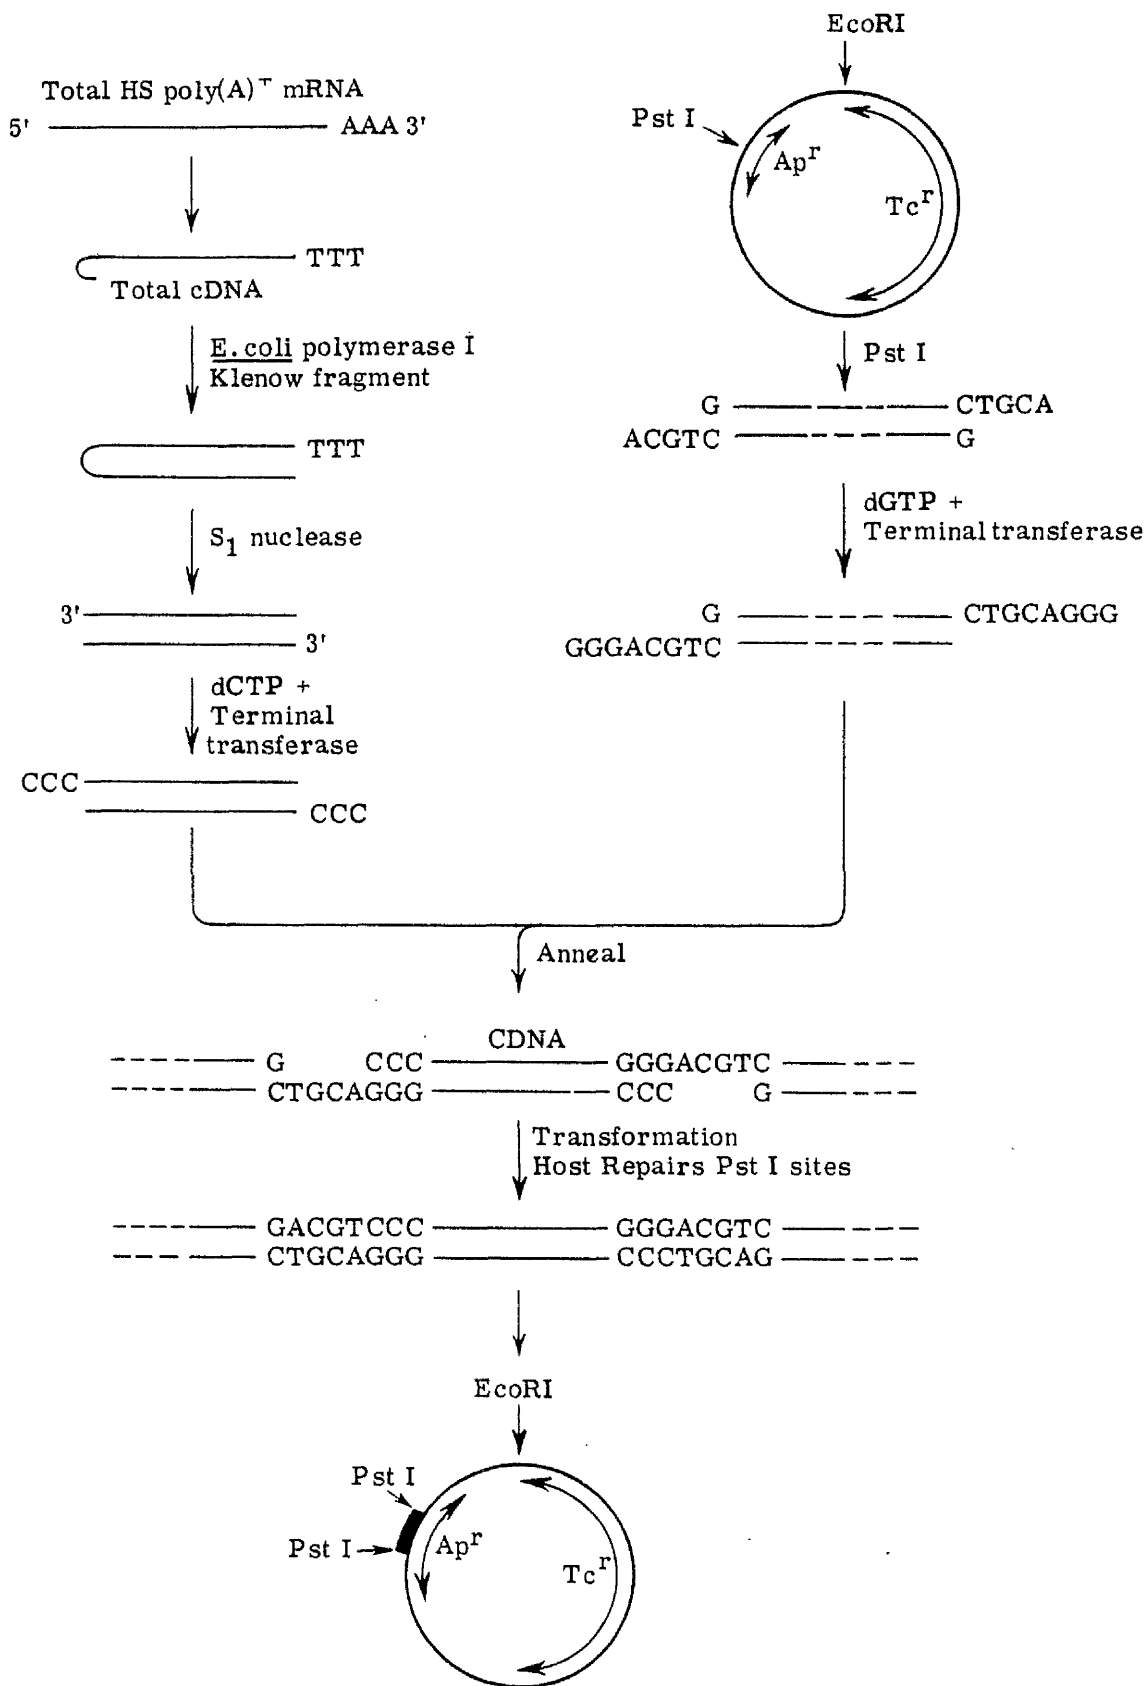 Total HS poly(A)⁺ mRNA
5' AAA 3'
TTT
Total cDNA
E. coli polymerase I
Klenow fragment
TTT
S1 nuclease
3'
3'
dCTP +
Terminal
transferase
CCC
CCC
EcoRI
Pst I
Apr
Tcr
Pst I
G CTGCA
ACGTC G
dGTP +
Terminal transferase
G CTGCAGGG
GGGACGTC
Anneal
CDNA
G CCC GGGACGTC
CTGCAGGG CCC G
Transformation
Host Repairs Pst I sites
GACGTCCC GGGACGTC
CTGCAGGG CCCTGCAG
EcoRI
Pst I
Pst I
Apr
Tcr